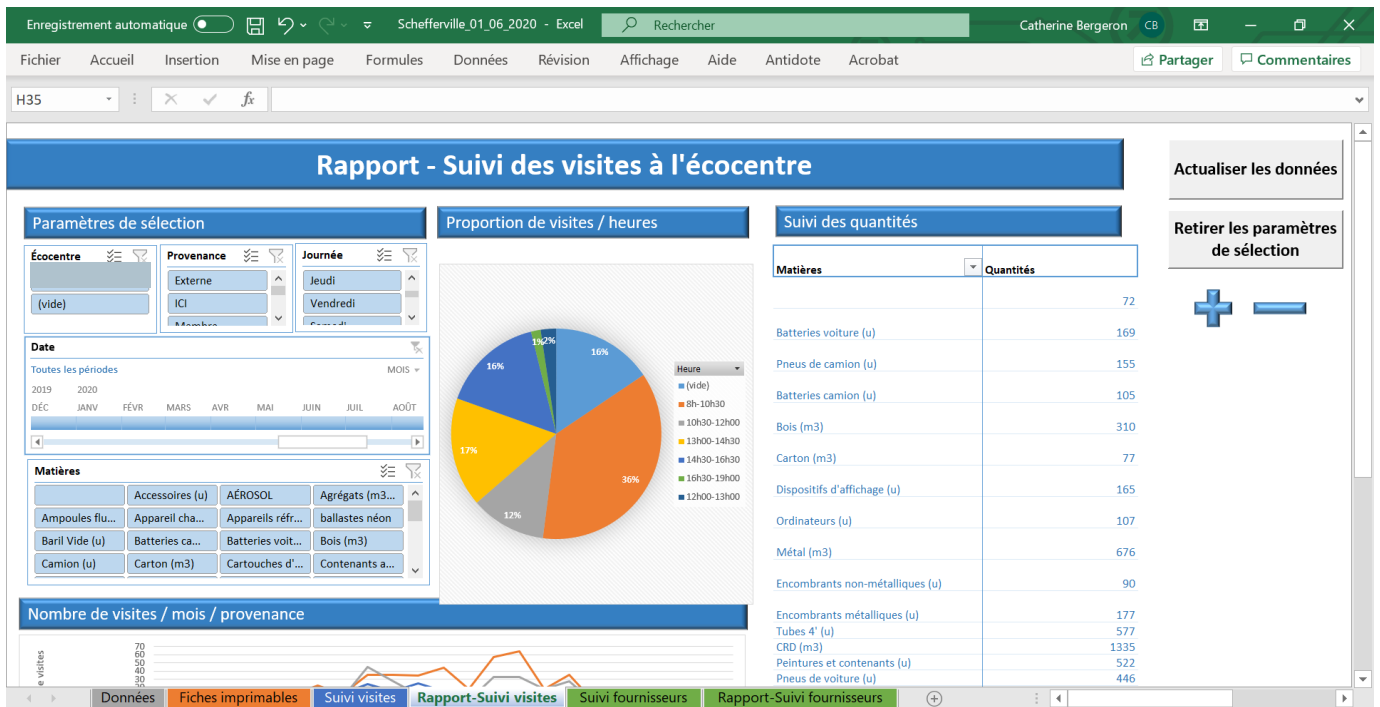 Enregistrement automatique
Schefferville_01_06_2020 - Excel
Rechercher
Catherine Bergeron CB
Fichier Accueil Insertion Mise en page Formules Données Révision Affichage Aide Antidote Acrobat
Partager Commentaires
H35 fx
Rapport - Suivi des visites à l'écocentre
Actualiser les données
Retirer les paramètres
de sélection
Paramètres de sélection
Écocentre
(vide)
Provenance
Externe
ICI
Membre
Journée
Jeudi
Vendredi
Samedi
Date
Toutes les périodes MOIS
2019 2020
DÉC JANV FÉVR MARS AVR MAI JUIN JUIL AOÛT
Matières
Accessoires (u) AÉROSOL Agrégats (m3...
Ampoules flu... Appareil cha... Appareils réfr... ballastes néon
Baril Vide (u) Batteries ca... Batteries voit... Bois (m3)
Camion (u) Carton (m3) Cartouches d'... Contenants a...
Proportion de visites / heures
1% 2%
16% 16%
17%
36%
12%
Heure
(vide)
8h-10h30
10h30-12h00
13h00-14h30
14h30-16h30
16h30-19h00
12h00-13h00
Suivi des quantités
Matières Quantités
72
Batteries voiture (u) 169
Pneus de camion (u) 155
Batteries camion (u) 105
Bois (m3) 310
Carton (m3) 77
Dispositifs d'affichage (u) 165
Ordinateurs (u) 107
Métal (m3) 676
Encombrants non-métalliques (u) 90
Encombrants métalliques (u) 177
Tubes 4' (u) 577
CRD (m3) 1335
Peintures et contenants (u) 522
Pneus de voiture (u) 446
Nombre de visites / mois / provenance
70
60
50
40
30
e visites
Données Fiches imprimables Suivi visites Rapport-Suivi visites Suivi fournisseurs Rapport-Suivi fournisseurs